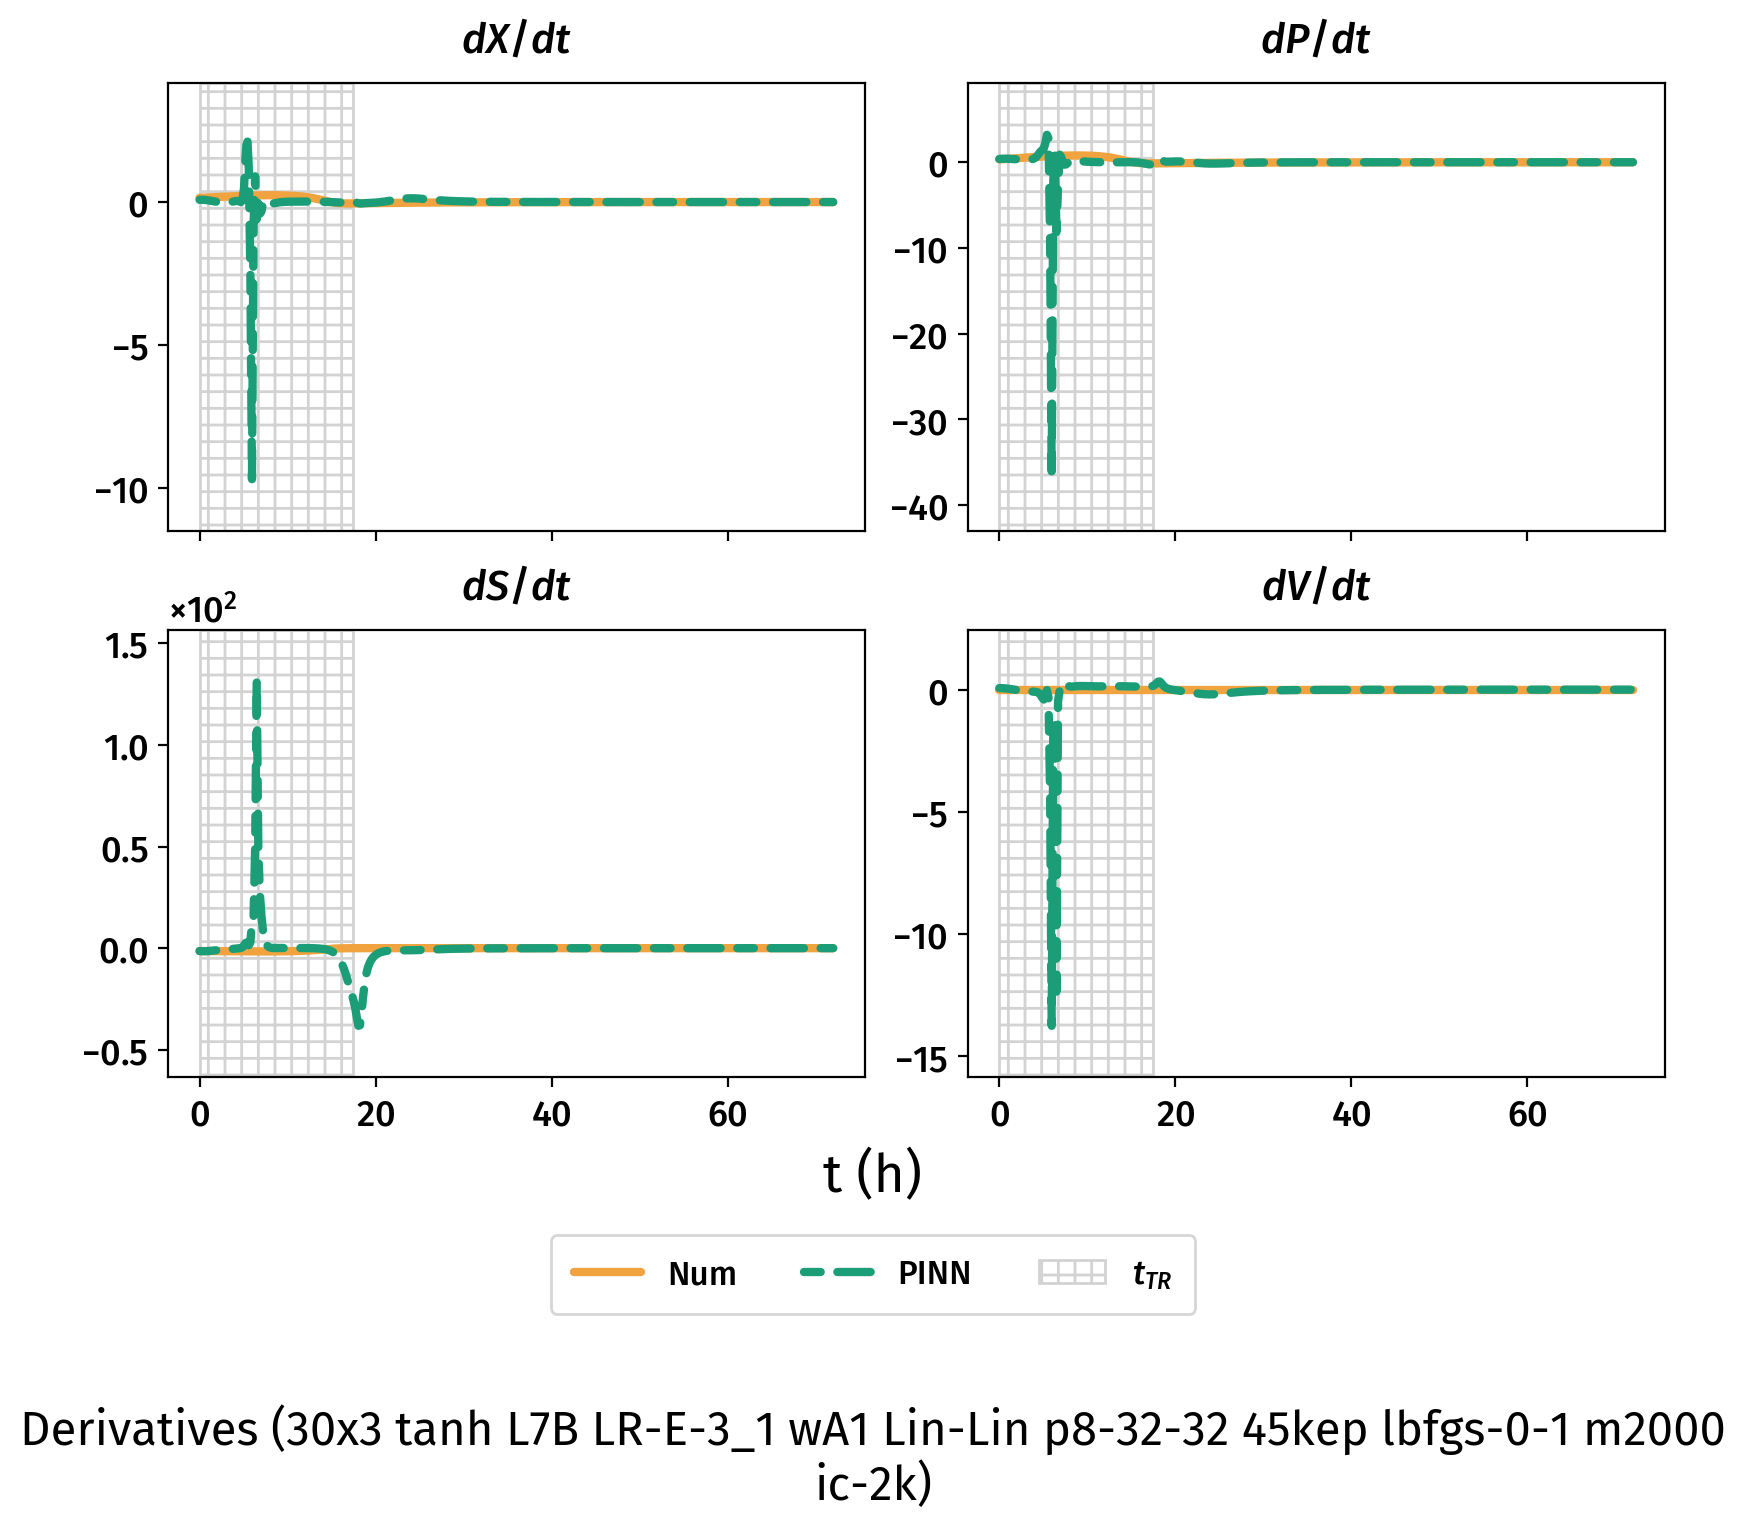 dX/dt
dP/dt
0
−5
−10
0
−10
−20
−30
−40
dS/dt
dV/dt
×10²
1.5
1.0
0.5
0.0
−0.5
0
−5
−10
−15
0 20 40 60
0 20 40 60
t (h)
Num PINN t_TR
Derivatives (30x3 tanh L7B LR-E-3_1 wA1 Lin-Lin p8-32-32 45kep lbfgs-0-1 m2000
ic-2k)